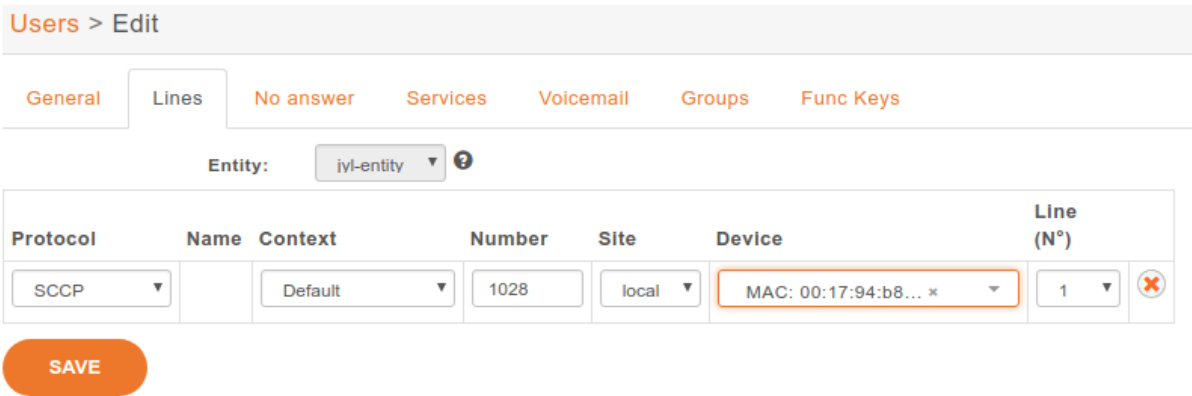 Users > Edit
General Lines No answer Services Voicemail Groups Func Keys
Entity: jyl-entity
Protocol Name Context Number Site Device Line (N°)
SCCP Default 1028 local MAC: 00:17:94:b8... × 1
SAVE